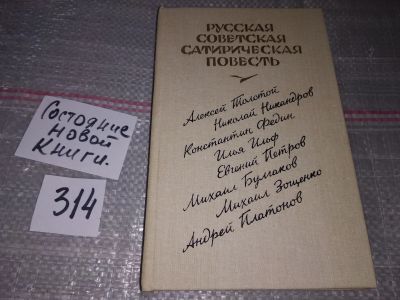 РУССКАЯ
СОВЕТСКАЯ
САТИРИЧЕСКАЯ
ПОВЕСТЬ
Алексей Толстой
Николай Никандров
Константин Федин
Илья Ильф
Евгений Петров
Михаил Булгаков
Михаил Зощенко
Андрей Платонов
Состояние
новой
книги.
314